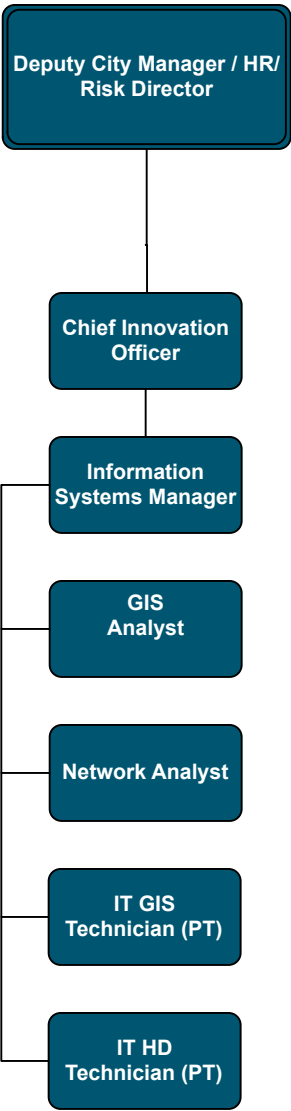 Deputy City Manager / HR/
Risk Director
Chief Innovation
Officer
Information
Systems Manager
GIS
Analyst
Network Analyst
IT GIS
Technician (PT)
IT HD
Technician (PT)